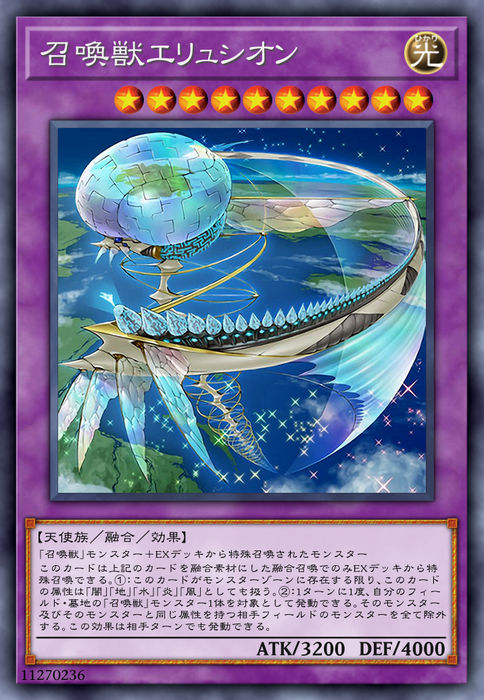 召喚獣エリュシオン
ひかり
光
【天使族／融合／効果】
「召喚獣」モンスター＋EXデッキから特殊召喚されたモンスター
このカードは上記のカードを融合素材にした融合召喚でのみEXデッキから特
殊召喚できる。①：このカードがモンスターゾーンに存在する限り、このカード
の属性は「闇」「地」「水」「炎」「風」としても扱う。②：1ターンに1度、自分のフィー
ルド・墓地の「召喚獣」モンスター1体を対象として発動できる。そのモンスター
及びそのモンスターと同じ属性を持つ相手フィールドのモンスターを全て除外
する。この効果は相手ターンでも発動できる。
ATK/3200 DEF/4000
11270236